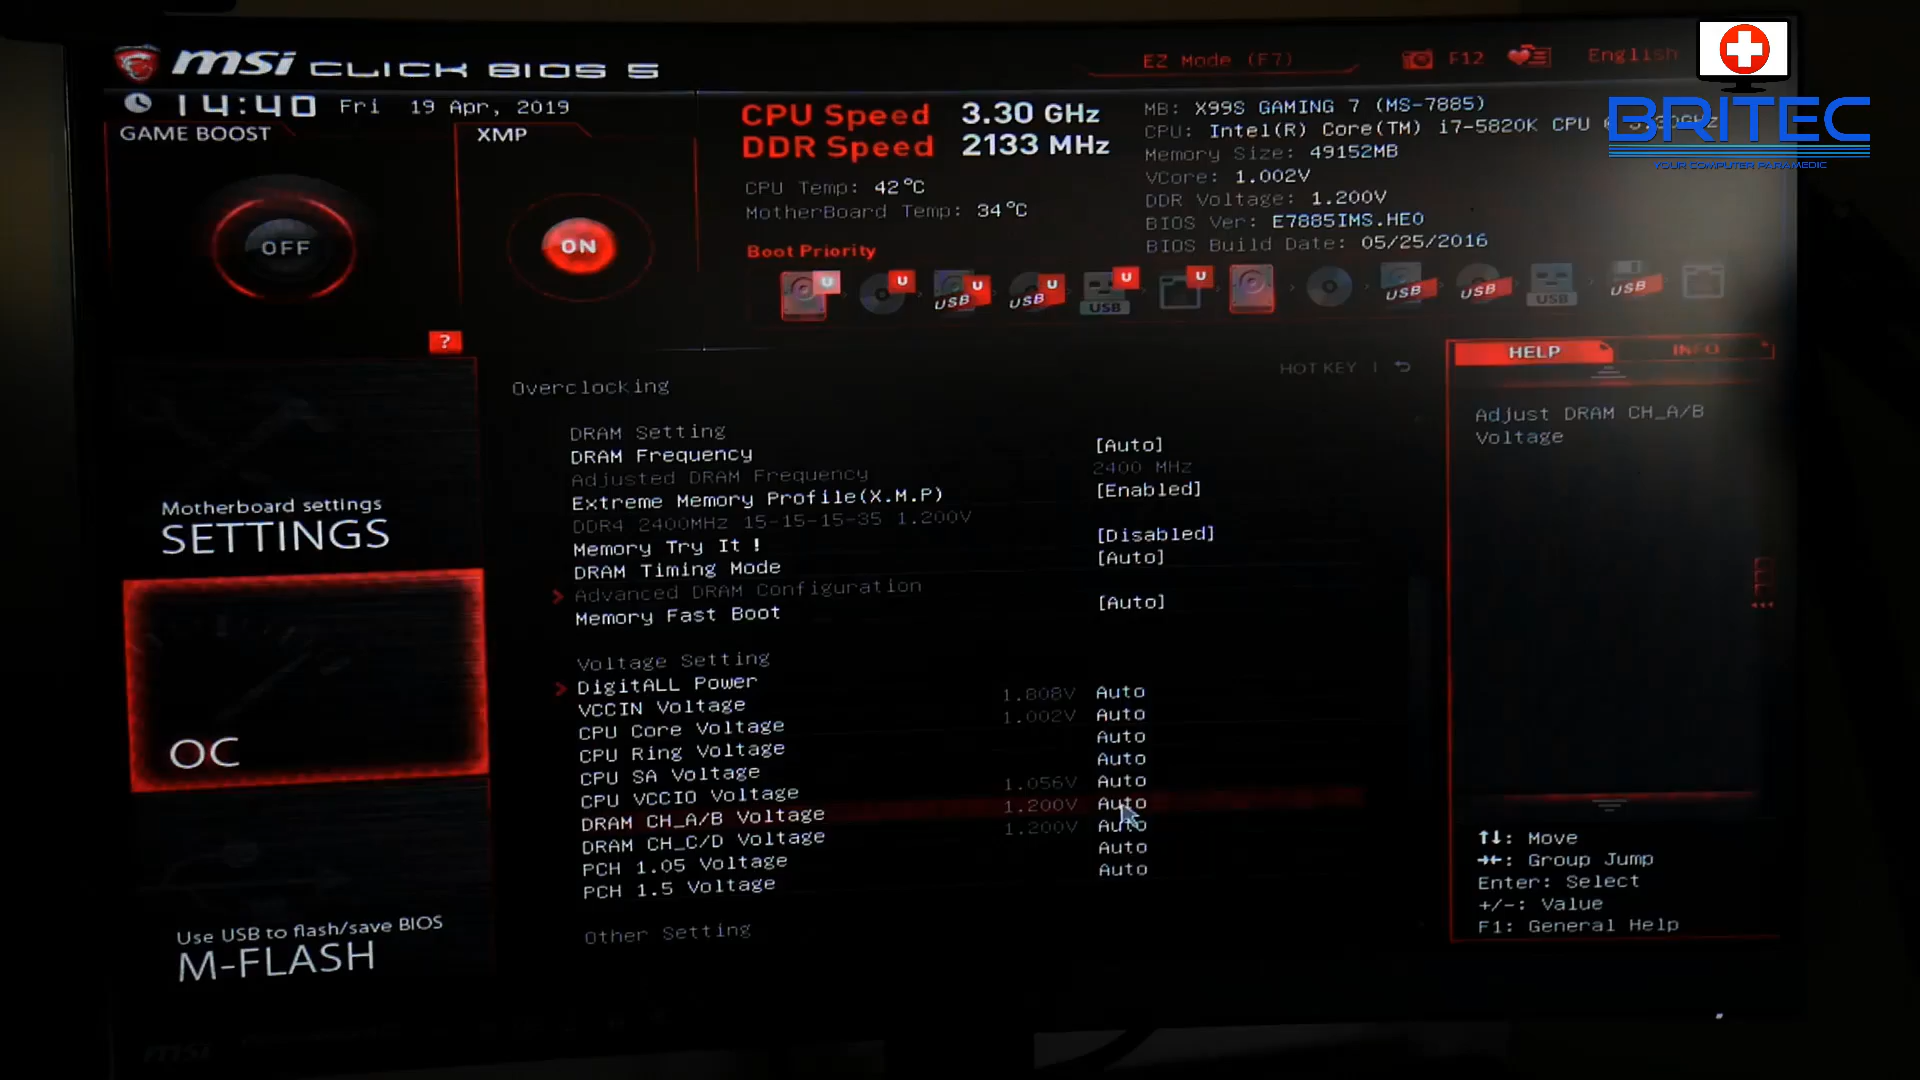 msi CLICK BIOS 5
EZ Mode (F7)
F12
English
14:40 Fri 19 Apr, 2019
GAME BOOST
XMP
OFF
ON
CPU Speed 3.30 GHz
DDR Speed 2133 MHz
CPU Temp: 42°C
MotherBoard Temp: 34°C
MB: X99S GAMING 7 (MS-7885)
CPU: Intel(R) Core(TM) i7-5820K CPU @ 3.30GHz
Memory Size: 49152MB
VCore: 1.002V
DDR Voltage: 1.200V
BIOS Ver: E7885IMS.HE0
BIOS Build Date: 05/25/2016
BRITEC
YOUR COMPUTER PARAMEDIC
Boot Priority
U U USB U USB U USB U U USB USB USB USB
?
Motherboard settings
SETTINGS
OC
Use USB to flash/save BIOS
M-FLASH
HOT KEY
Overclocking
DRAM Setting
DRAM Frequency [Auto]
Adjusted DRAM Frequency 2400 MHz
Extreme Memory Profile(X.M.P) [Enabled]
DDR4 2400MHz 15-15-15-35 1.200V
Memory Try It ! [Disabled]
DRAM Timing Mode [Auto]
> Advanced DRAM Configuration
Memory Fast Boot [Auto]
Voltage Setting
> DigitALL Power
VCCIN Voltage 1.808V Auto
CPU Core Voltage 1.002V Auto
CPU Ring Voltage Auto
CPU SA Voltage Auto
CPU VCCIO Voltage 1.056V Auto
DRAM CH_A/B Voltage 1.200V Auto
DRAM CH_C/D Voltage 1.200V Auto
PCH 1.05 Voltage Auto
PCH 1.5 Voltage Auto
Other Setting
HELP
INFO
Adjust DRAM CH_A/B
Voltage
↑↓: Move
→←: Group Jump
Enter: Select
+/-: Value
F1: General Help
msi